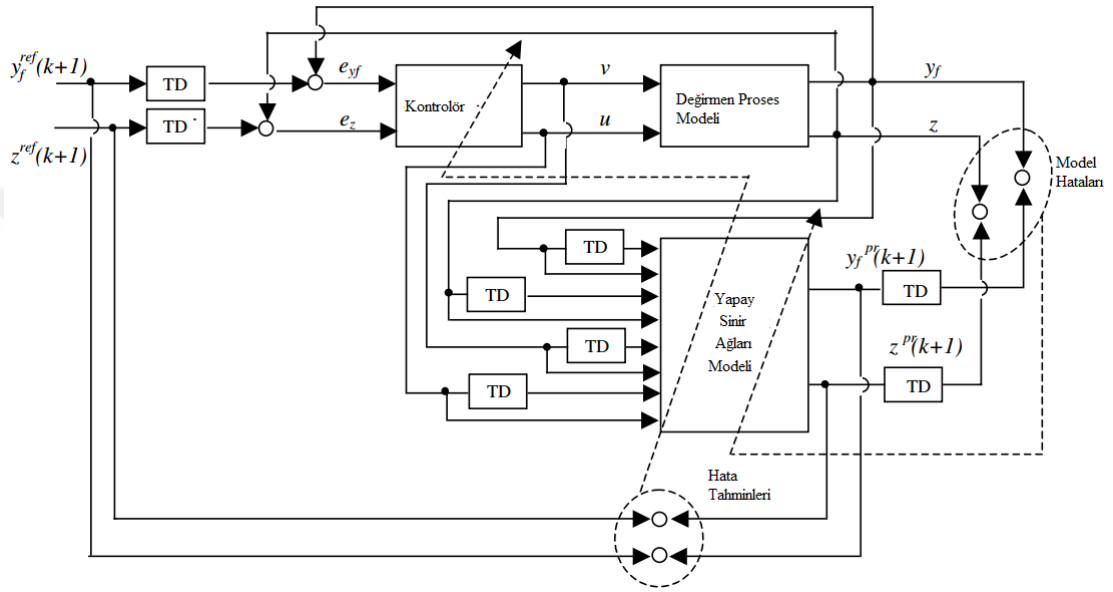 y_f^ref(k+1)
TD
e_yf
Kontrolör
v
Değirmen Proses
Modeli
y_f
TD
z^ref(k+1)
e_z
u
z
Model
Hataları
TD
TD
TD
TD
Yapay
Sinir
Ağları
Modeli
y_f^pr(k+1)
TD
z^pr(k+1)
TD
Hata
Tahminleri